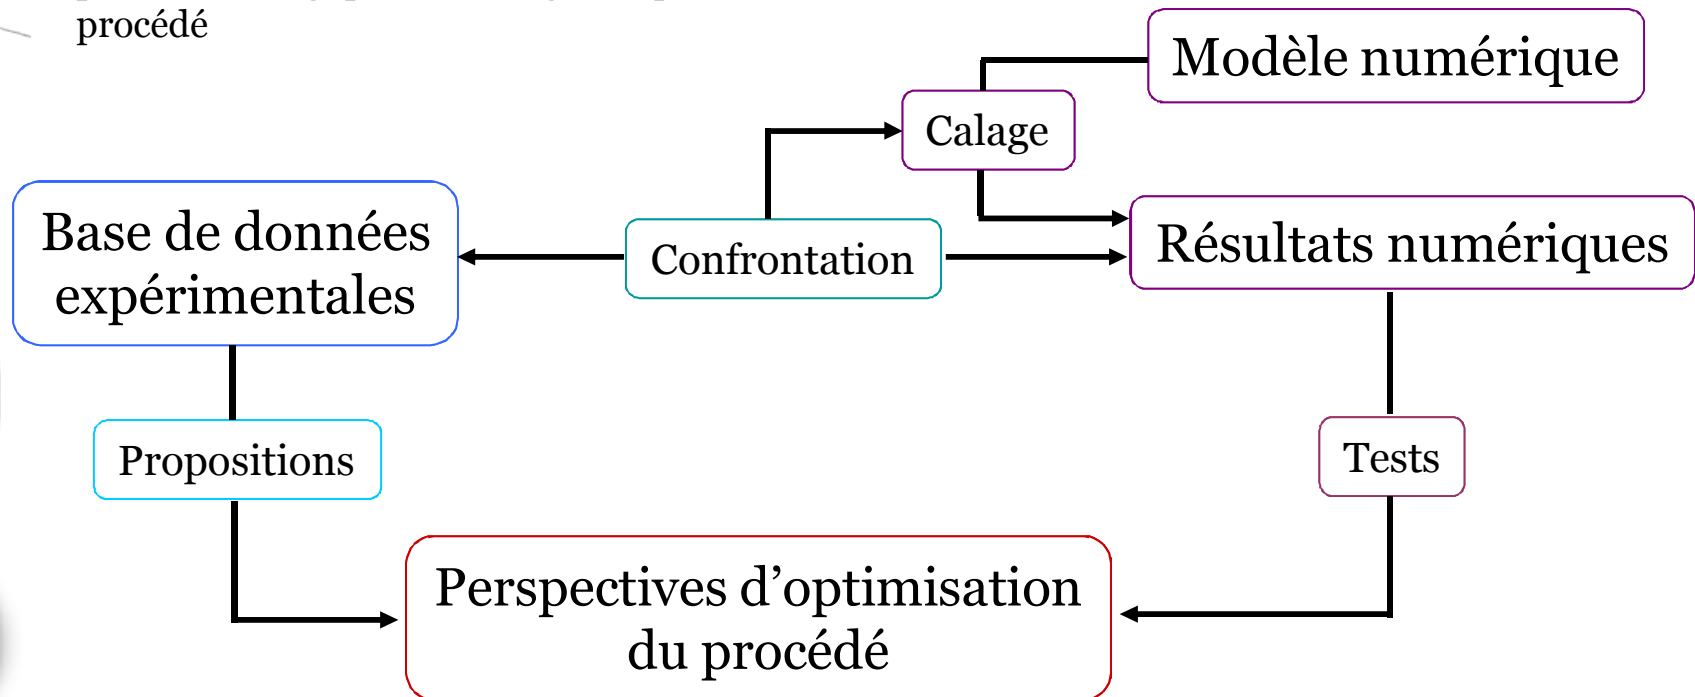 procédé
Modèle numérique
Calage
Base de données
expérimentales
Confrontation
Résultats numériques
Propositions
Tests
Perspectives d’optimisation
du procédé